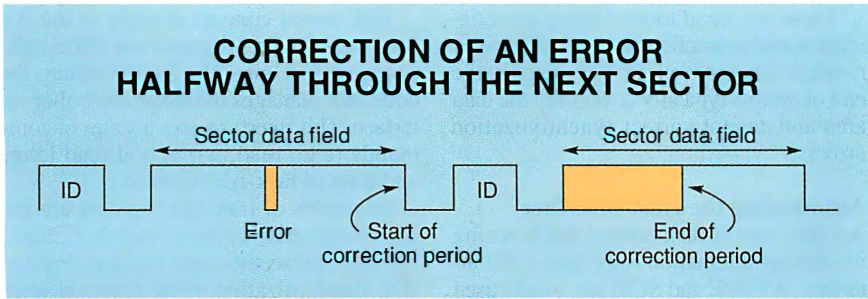 CORRECTION OF AN ERROR
HALFWAY THROUGH THE NEXT SECTOR
Sector data field
Sector data field
ID
ID
Error
Start of
correction period
End of
correction period